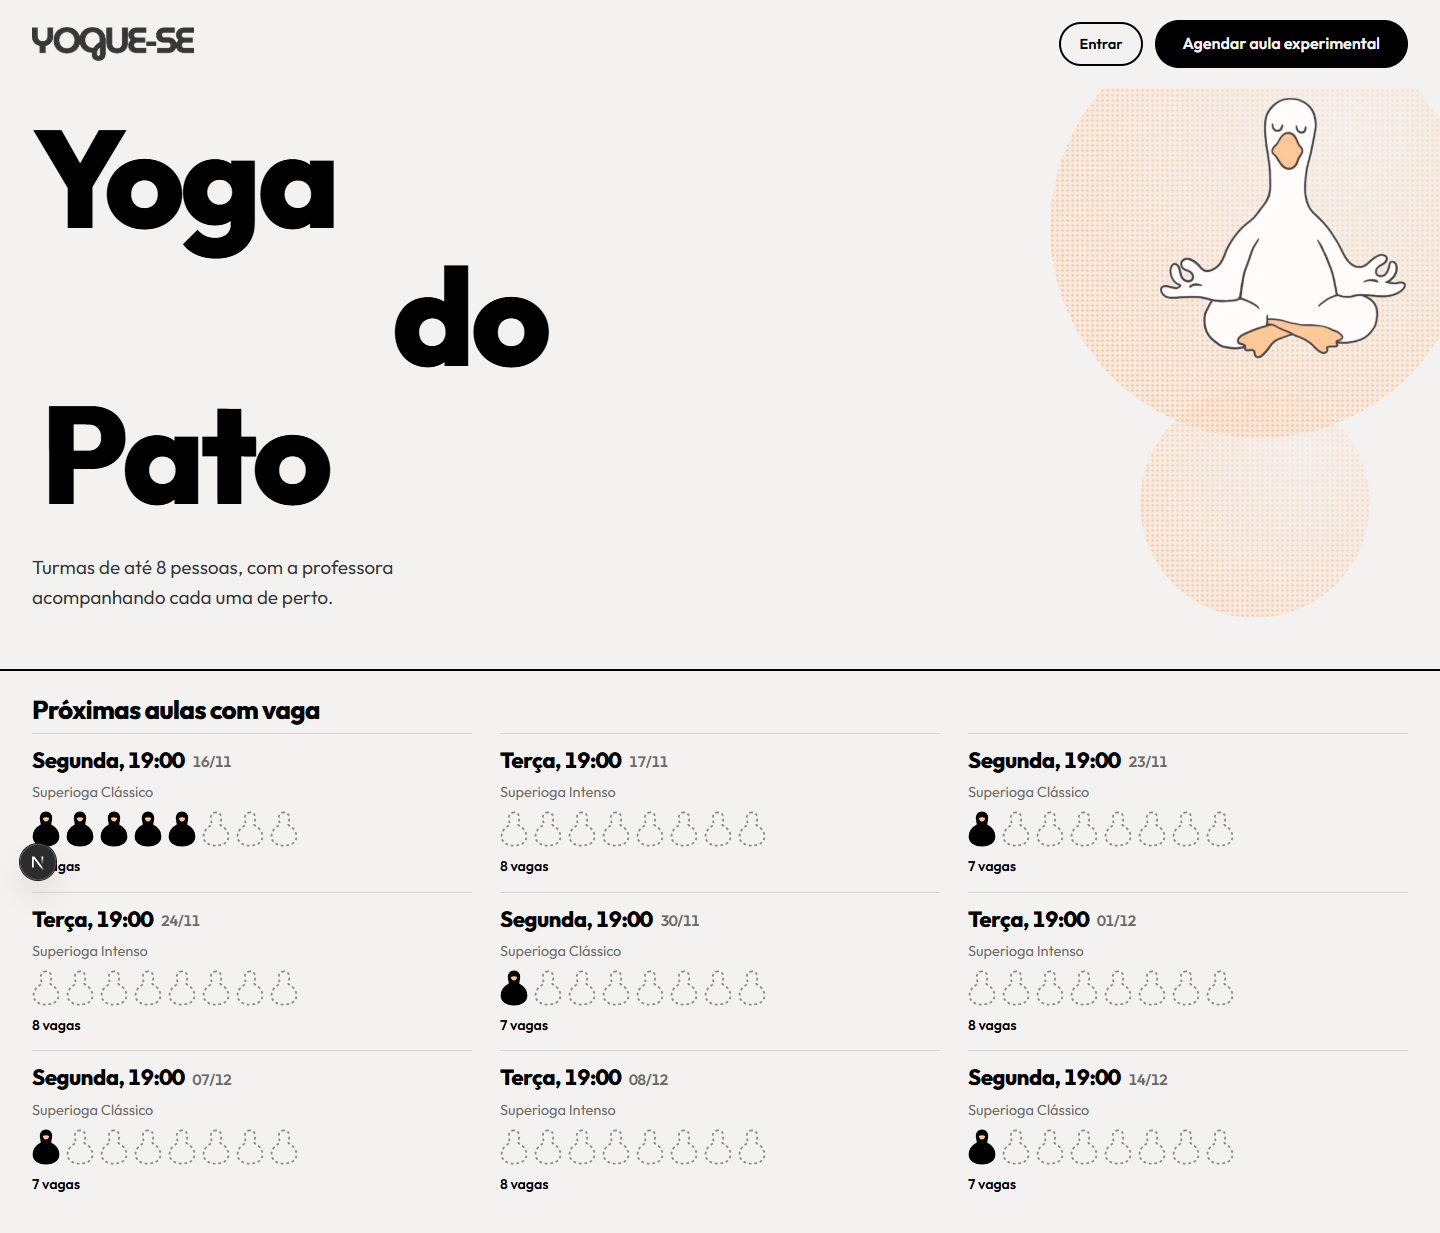 YOQUE-SE
Entrar
Agendar aula experimental
Yoga
do
Pato
Turmas de até 8 pessoas, com a professora
acompanhando cada uma de perto.
Próximas aulas com vaga
Segunda, 19:00 16/11
Superioga Clássico
N
Terça, 19:00 17/11
Superioga Intenso
8 vagas
Segunda, 19:00 23/11
Superioga Clássico
7 vagas
Terça, 19:00 24/11
Superioga Intenso
8 vagas
Segunda, 19:00 30/11
Superioga Clássico
7 vagas
Terça, 19:00 01/12
Superioga Intenso
8 vagas
Segunda, 19:00 07/12
Superioga Clássico
7 vagas
Terça, 19:00 08/12
Superioga Intenso
8 vagas
Segunda, 19:00 14/12
Superioga Clássico
7 vagas